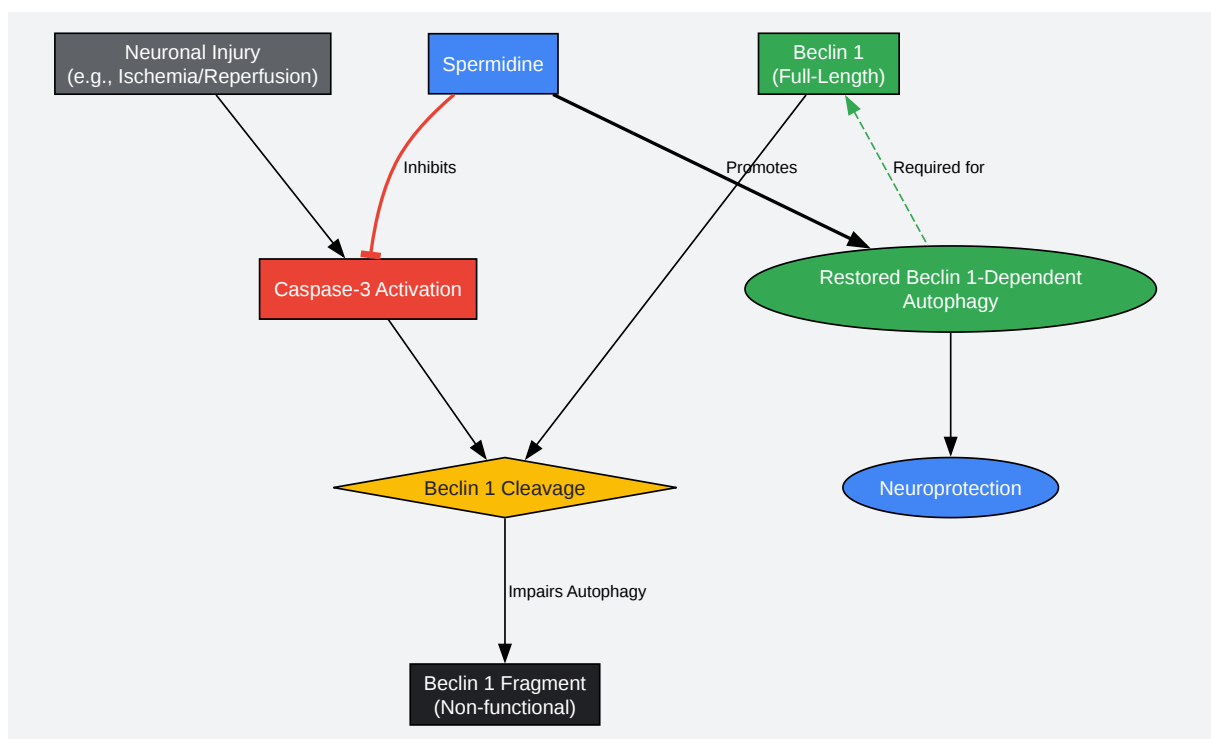 Neuronal Injury
(e.g., Ischemia/Reperfusion)
Spermidine
Beclin 1
(Full-Length)
Inhibits
Promotes
Required for
Caspase-3 Activation
Restored Beclin 1-Dependent
Autophagy
Beclin 1 Cleavage
Neuroprotection
Impairs Autophagy
Beclin 1 Fragment
(Non-functional)